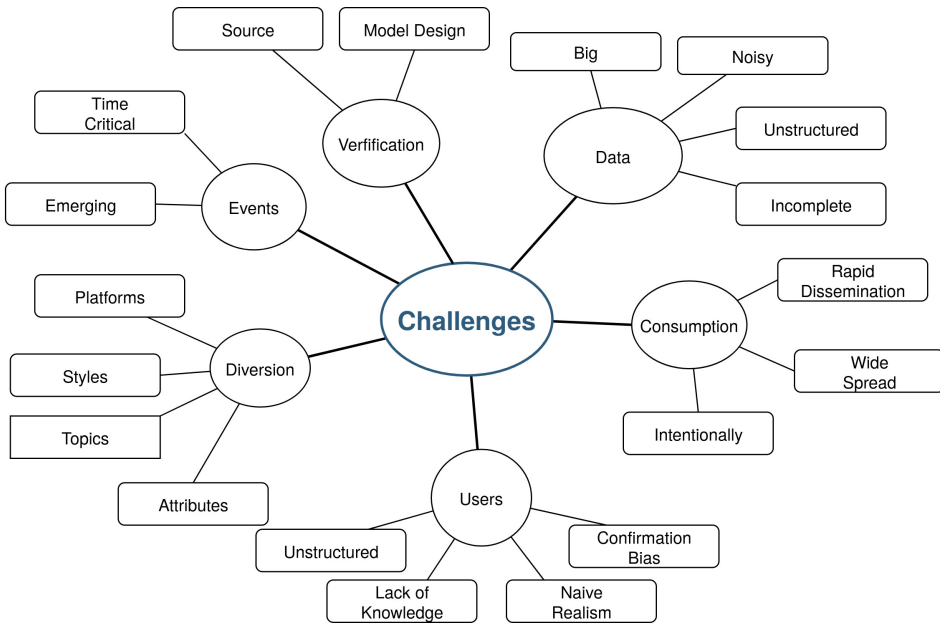 Source
Model Design
Big
Noisy
Time
Critical
Verfification
Data
Unstructured
Emerging
Events
Incomplete
Platforms
Challenges
Consumption
Rapid
Dissemination
Diversion
Styles
Wide
Spread
Topics
Intentionally
Attributes
Users
Unstructured
Confirmation
Bias
Lack of
Knowledge
Naive
Realism